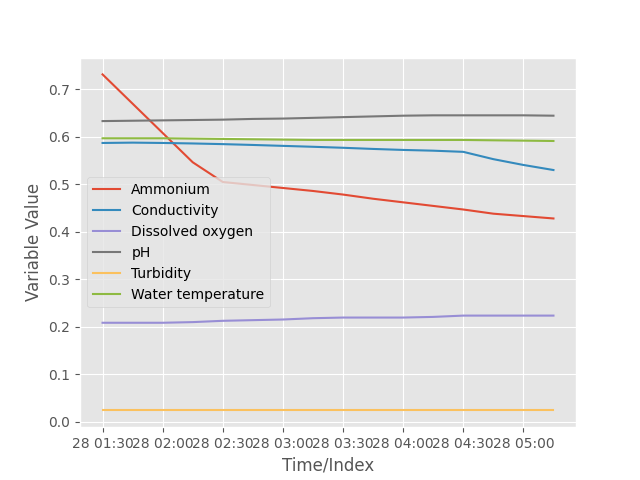 0.7
0.6
0.5
0.4
0.3
0.2
0.1
0.0
Variable Value
Ammonium
Conductivity
Dissolved oxygen
pH
Turbidity
Water temperature
28 01:30 28 02:00 28 02:30 28 03:00 28 03:30 28 04:00 28 04:30 28 05:00
Time/Index